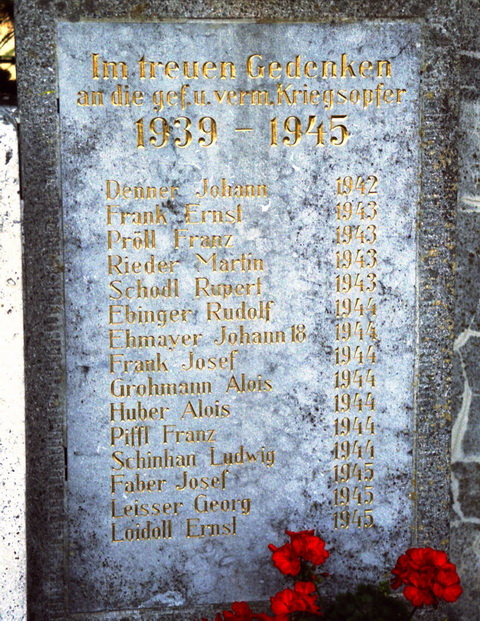 Im treuen Gedenken
an die gef. u. verm. Kriegsopfer
1939 – 1945
Denner Johann 1942
Frank Ernst 1943
Pröll Franz 1943
Rieder Martin 1943
Schodl Rupert 1943
Ebinger Rudolf 1944
Ehmayer Johann 18 1944
Frank Josef 1944
Grohmann Alois 1944
Huber Alois 1944
Piffl Franz 1944
Schinhan Ludwig 1944
Faber Josef 1945
Leisser Georg 1945
Loidoll Ernst 1945